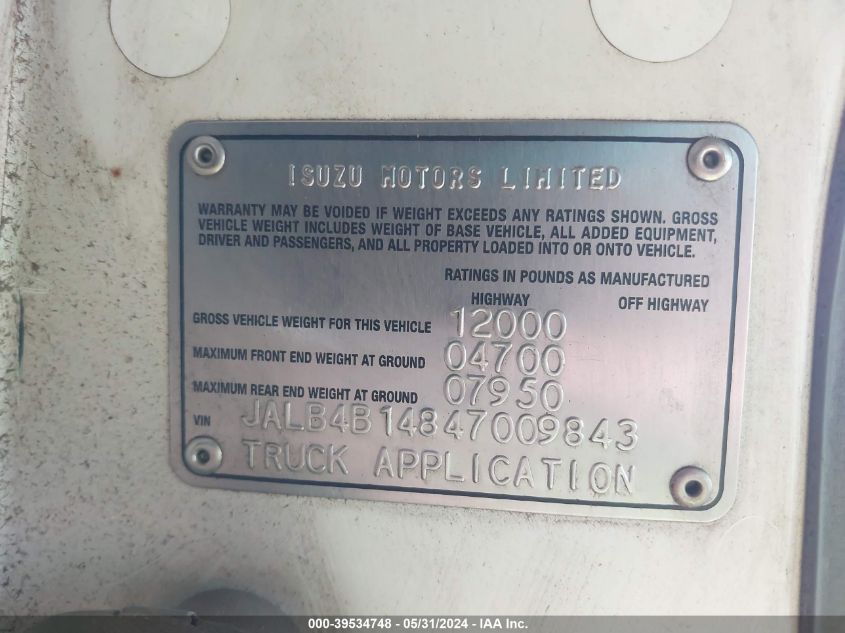 ISUZU MOTORS LIMITED
WARRANTY MAY BE VOIDED IF WEIGHT EXCEEDS ANY RATINGS SHOWN. GROSS
VEHICLE WEIGHT INCLUDES WEIGHT OF BASE VEHICLE, ALL ADDED EQUIPMENT,
DRIVER AND PASSENGERS, AND ALL PROPERTY LOADED INTO OR ONTO VEHICLE.
RATINGS IN POUNDS AS MANUFACTURED
HIGHWAY OFF HIGHWAY
GROSS VEHICLE WEIGHT FOR THIS VEHICLE 12000
MAXIMUM FRONT END WEIGHT AT GROUND 04700
MAXIMUM REAR END WEIGHT AT GROUND 07950
VIN JALB4B14847009843
TRUCK APPLICATION
000-39534748 - 05/31/2024 - IAA Inc.